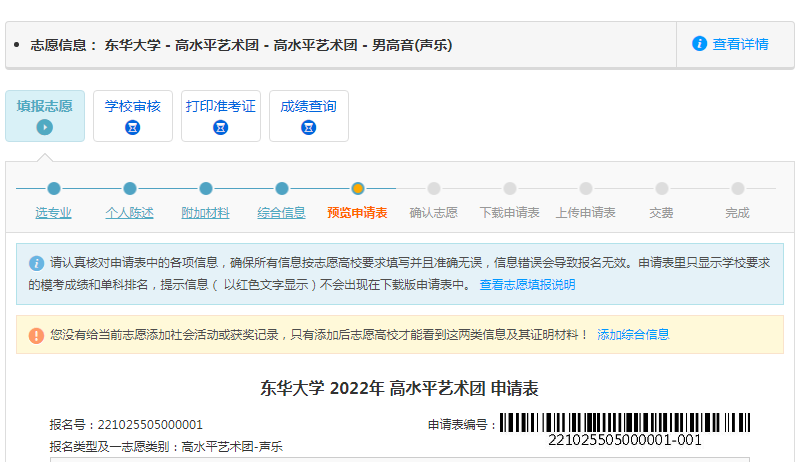 志愿信息： 东华大学 - 高水平艺术团 - 高水平艺术团 - 男高音(声乐)
查看详情
填报志愿 学校审核 打印准考证 成绩查询
选专业 个人陈述 附加材料 综合信息 预览申请表 确认志愿 下载申请表 上传申请表 交费 完成
请认真核对申请表中的各项信息，确保所有信息按志愿高校要求填写并且准确无误，信息错误会导致报名无效。申请表里只显示学校要求
的模考成绩和单科排名，提示信息（ 以红色文字显示 ）不会出现在下载版申请表中。 查看志愿填报说明
您没有给当前志愿添加社会活动或获奖记录，只有添加后志愿高校才能看到这两类信息及其证明材料！ 添加综合信息
东华大学 2022年 高水平艺术团 申请表
报名号：221025505000001
申请表编号：
221025505000001-001
报名类型及一志愿类别：高水平艺术团-声乐